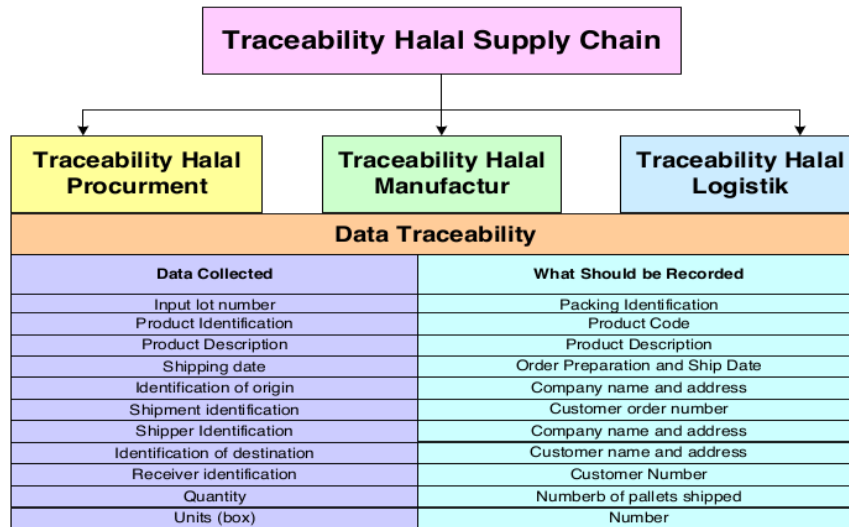 Traceability Halal Supply Chain
Traceability Halal
Procurment
Traceability Halal
Manufactur
Traceability Halal
Logistik
Data Traceability
Data Collected
What Should be Recorded
Input lot number
Packing Identification
Product Identification
Product Code
Product Description
Product Description
Shipping date
Order Preparation and Ship Date
Identification of origin
Company name and address
Shipment identification
Customer order number
Shipper Identification
Company name and address
Identification of destination
Customer name and address
Receiver identification
Customer Number
Quantity
Numberb of pallets shipped
Units (box)
Number